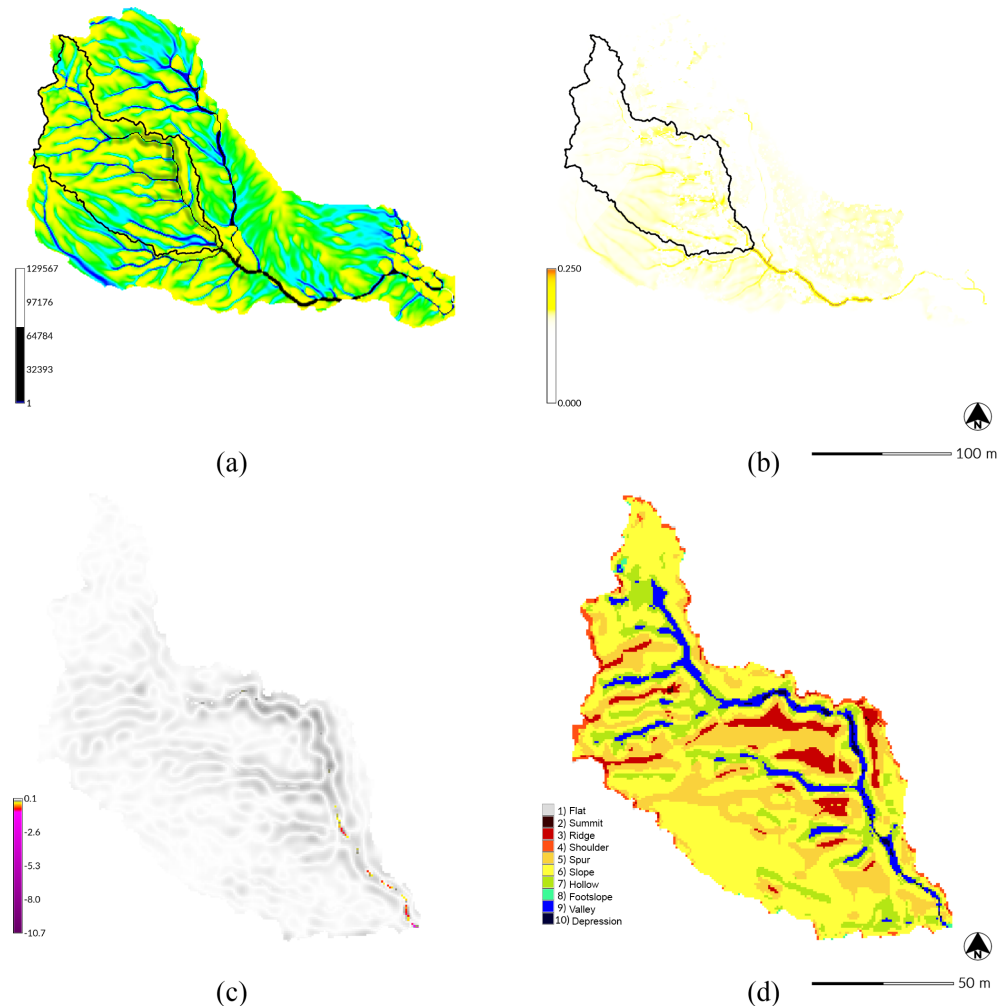 129567
97176
64784
32393
1
(a)
0.250
0.000
N
100 m
(b)
0.1
-2.6
-5.3
-8.0
-10.7
(c)
1) Flat
2) Summit
3) Ridge
4) Shoulder
5) Spur
6) Slope
7) Hollow
8) Footslope
9) Valley
10) Depression
N
50 m
(d)